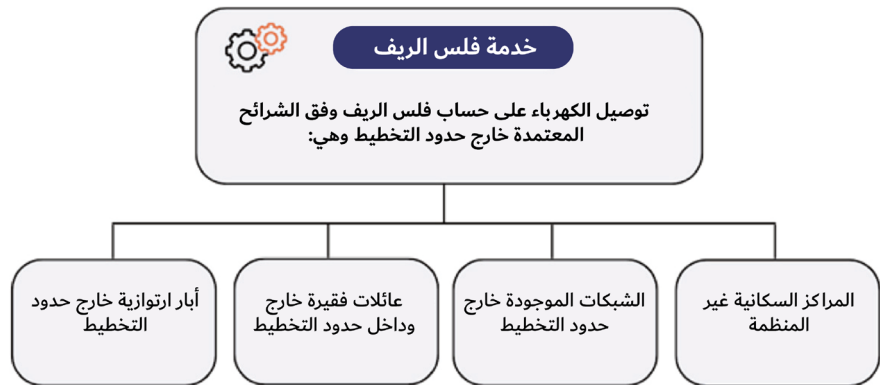 خدمة فلس الريف
توصيل الكهرباء على حساب فلس الريف وفق الشرائح
المعتمدة خارج حدود التخطيط وهي:
المراكز السكانية غير
المنظمة
الشبكات الموجودة خارج
حدود التخطيط
عائلات فقيرة خارج
وداخل حدود التخطيط
أبار ارتوازية خارج حدود
التخطيط